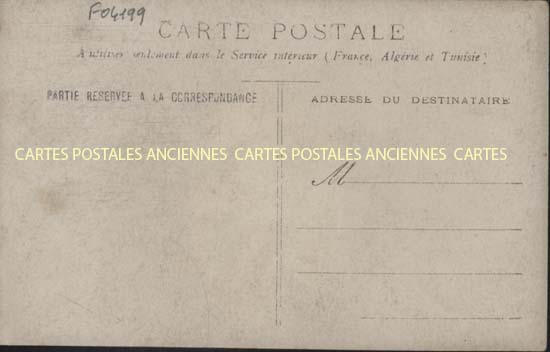 F04199
CARTE POSTALE
A utiliser seulement dans le Service intérieur (France, Algérie et Tunisie)
PARTIE RESERVEE A LA CORRESPONDANCE
ADRESSE DU DESTINATAIRE
CARTES POSTALES ANCIENNES CARTES POSTALES ANCIENNES CARTES
M